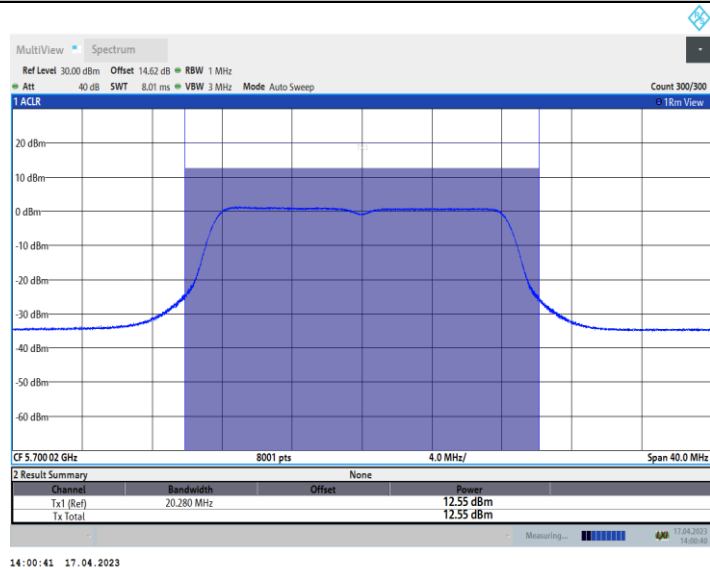 MultiView Spectrum
Ref Level 30.00 dBm Offset 14.62 dB RBW 1 MHz
Att 40 dB SWT 8.01 ms VBW 3 MHz Mode Auto Sweep Count 300/300
1 ACLR 1Rm View
20 dBm
10 dBm
0 dBm
-10 dBm
-20 dBm
-30 dBm
-40 dBm
-50 dBm
-60 dBm
CF 5.700 02 GHz 8001 pts 4.0 MHz/ Span 40.0 MHz
2 Result Summary None
Channel Bandwidth Offset Power
Tx1 (Ref) 20.280 MHz 12.55 dBm
Tx Total 12.55 dBm
Measuring... 17.04.2023
14:00:40
14:00:41 17.04.2023